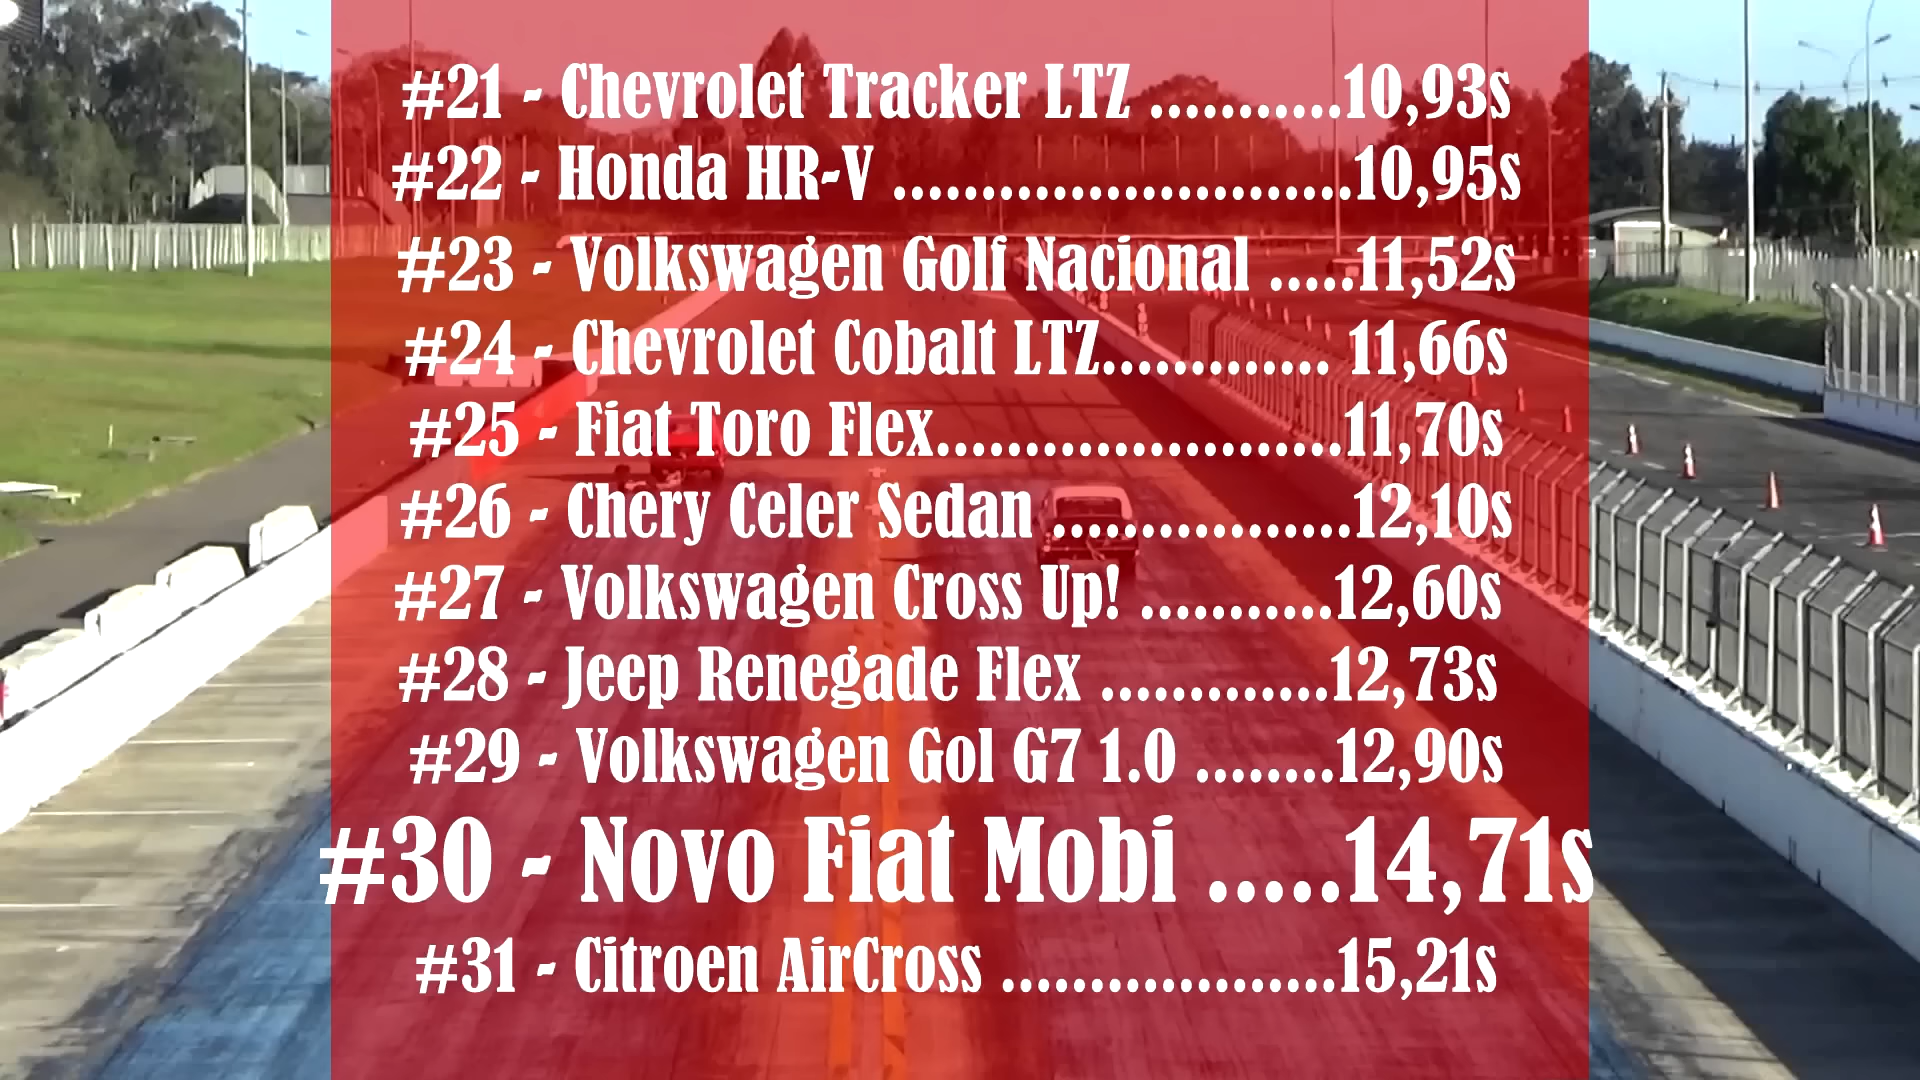 #21 - Chevrolet Tracker LTZ ...........10,93s
#22 - Honda HR-V ..........................10,95s
#23 - Volkswagen Golf Nacional .....11,52s
#24 - Chevrolet Cobalt LTZ............. 11,66s
#25 - Fiat Toro Flex.......................11,70s
#26 - Chery Celer Sedan .................12,10s
#27 - Volkswagen Cross Up! ...........12,60s
#28 - Jeep Renegade Flex .............12,73s
#29 - Volkswagen Gol G7 1.0 ........12,90s
#30 - Novo Fiat Mobi .....14,71s
#31 - Citroen AirCross ...................15,21s